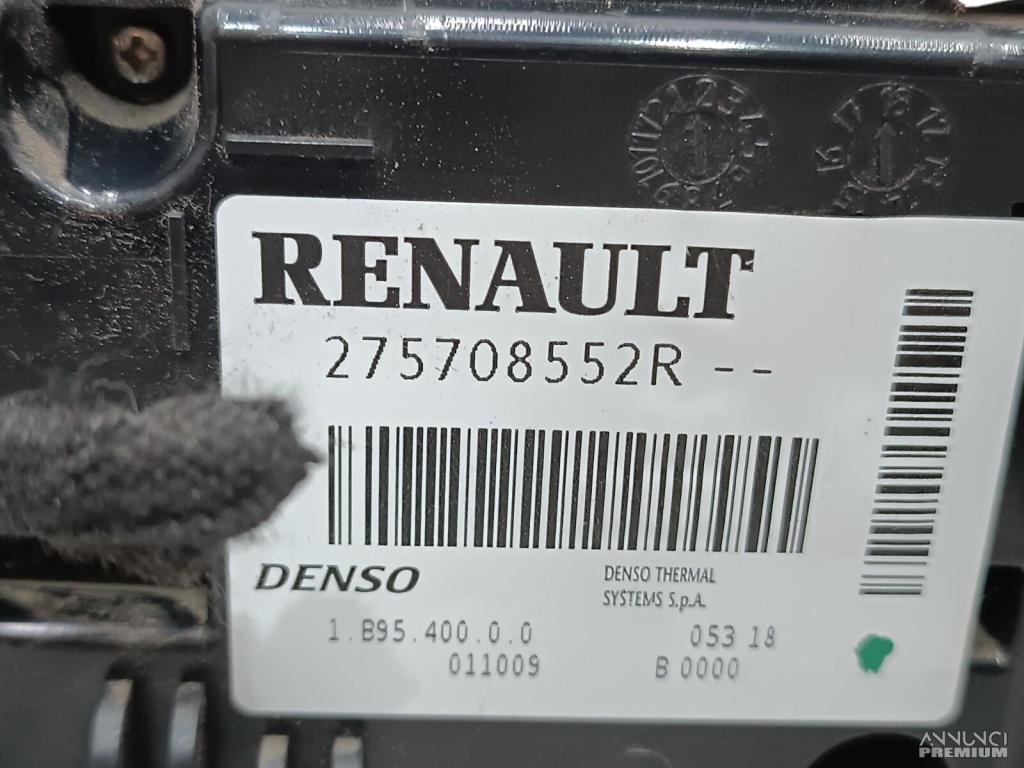 RENAULT
275708552R --
DENSO
DENSO THERMAL
SYSTEMS S.p.A.
1.B95.400.0.0
053 18
011009
B 0000
ANNUNCI
PREMIUM